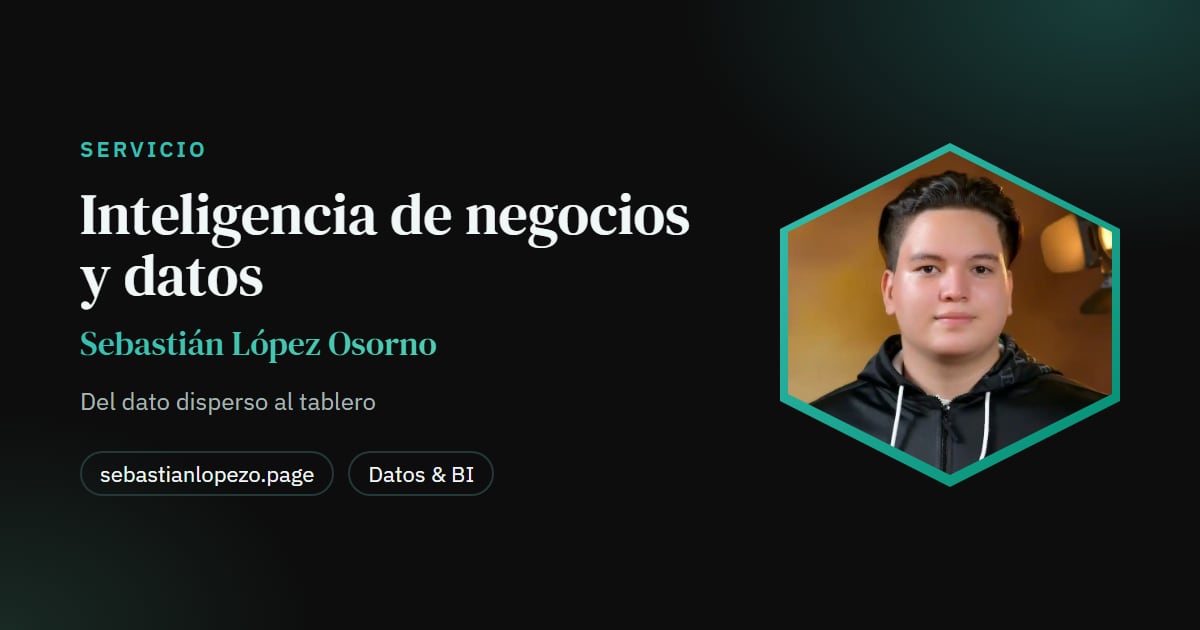 SERVICIO
Inteligencia de negocios
y datos
Sebastián López Osorno
Del dato disperso al tablero
sebastianlopezo.page
Datos & BI